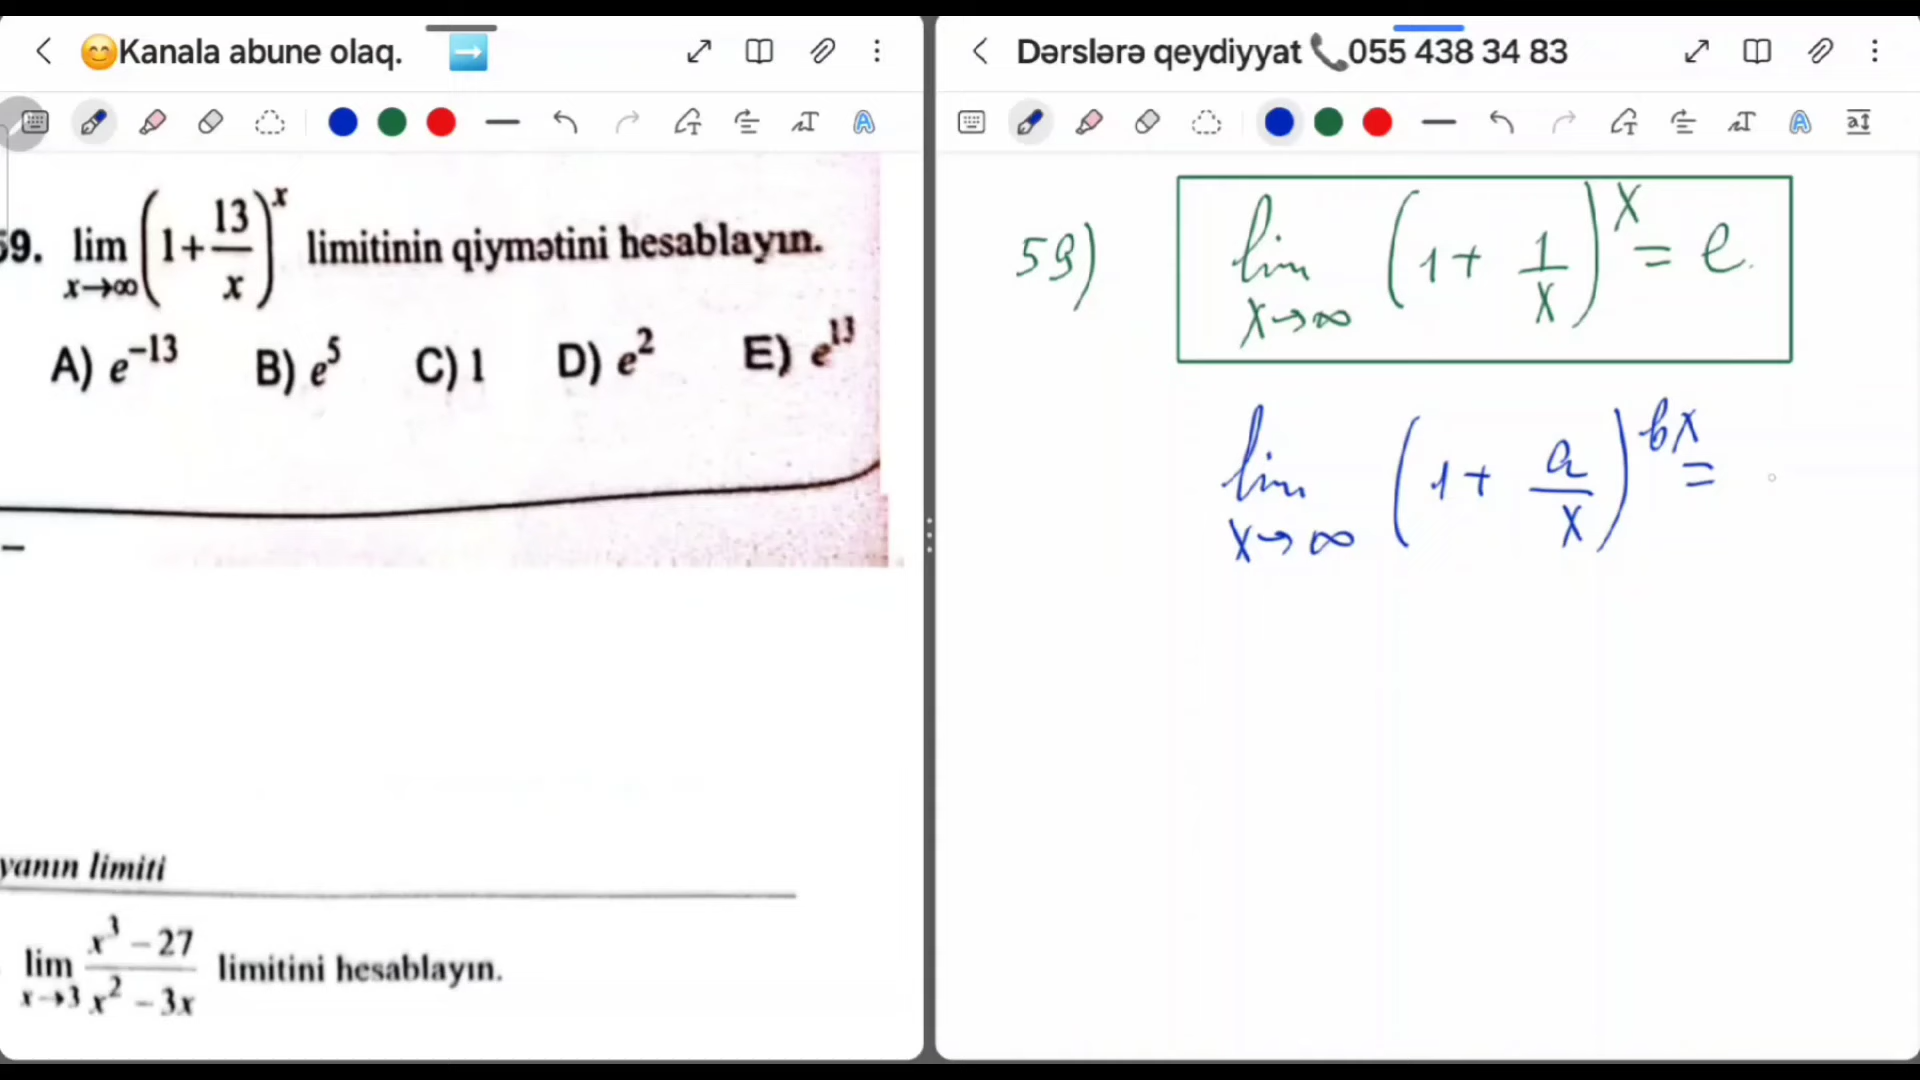 😊Kanala abune olaq. ➡️
59. lim x→∞ (1+13/x)^x limitinin qiymətini hesablayın.
A) e^−13 B) e^5 C) 1 D) e^2 E) e^13
yanın limiti
lim x→3 (x^3 − 27)/(x^2 − 3x) limitini hesablayın.
Dərslərə qeydiyyat 📞055 438 34 83
59) lim x→∞ (1+ 1/x)^x = e.
lim x→∞ (1+ a/x)^bx =